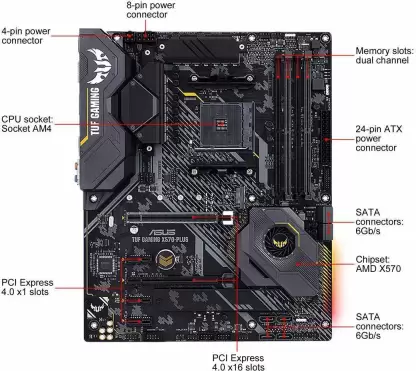 8-pin power
connector
4-pin power
connector
Memory slots:
dual channel
TUF GAMING
CPU socket:
Socket AM4
24-pin ATX
power
connector
SATA
connectors:
6Gb/s
ASUS
TUF GAMING X570-PLUS
Chipset:
AMD X570
PCI Express
4.0 x1 slots
SATA
connectors:
6Gb/s
PCI Express
4.0 x16 slots